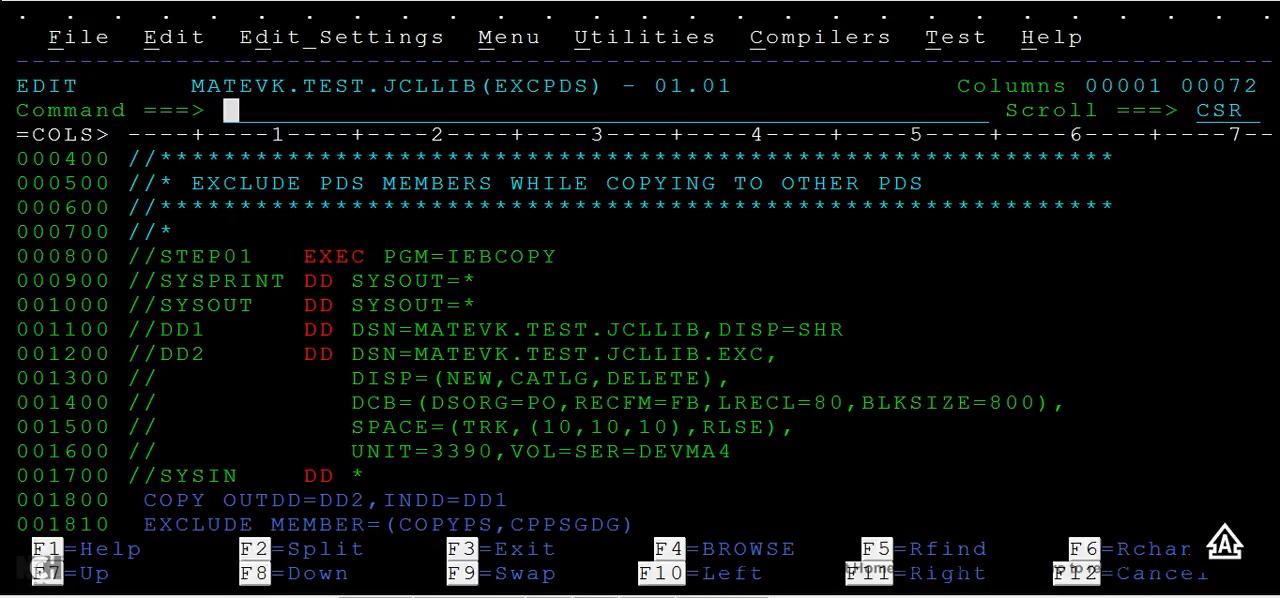 File Edit Edit_Settings Menu Utilities Compilers Test Help
EDIT MATEVK.TEST.JCLLIB(EXCPDS) - 01.01 Columns 00001 00072
Command ===> Scroll ===> CSR
=COLS> ----+----1----+----2----+----3----+----4----+----5----+----6----+----7--
000400 //************************************************************
000500 //* EXCLUDE PDS MEMBERS WHILE COPYING TO OTHER PDS
000600 //************************************************************
000700 //*
000800 //STEP01   EXEC PGM=IEBCOPY
000900 //SYSPRINT DD SYSOUT=*
001000 //SYSOUT   DD SYSOUT=*
001100 //DD1      DD DSN=MATEVK.TEST.JCLLIB,DISP=SHR
001200 //DD2      DD DSN=MATEVK.TEST.JCLLIB.EXC,
001300 //            DISP=(NEW,CATLG,DELETE),
001400 //            DCB=(DSORG=PO,RECFM=FB,LRECL=80,BLKSIZE=800),
001500 //            SPACE=(TRK,(10,10,10),RLSE),
001600 //            UNIT=3390,VOL=SER=DEVMA4
001700 //SYSIN    DD *
001800  COPY OUTDD=DD2,INDD=DD1
001810  EXCLUDE MEMBER=(COPYPS,CPPSGDG)
F1=Help F2=Split F3=Exit F4=BROWSE F5=Rfind F6=Rchan
F7=Up F8=Down F9=Swap F10=Left F11=Right F12=Cancel